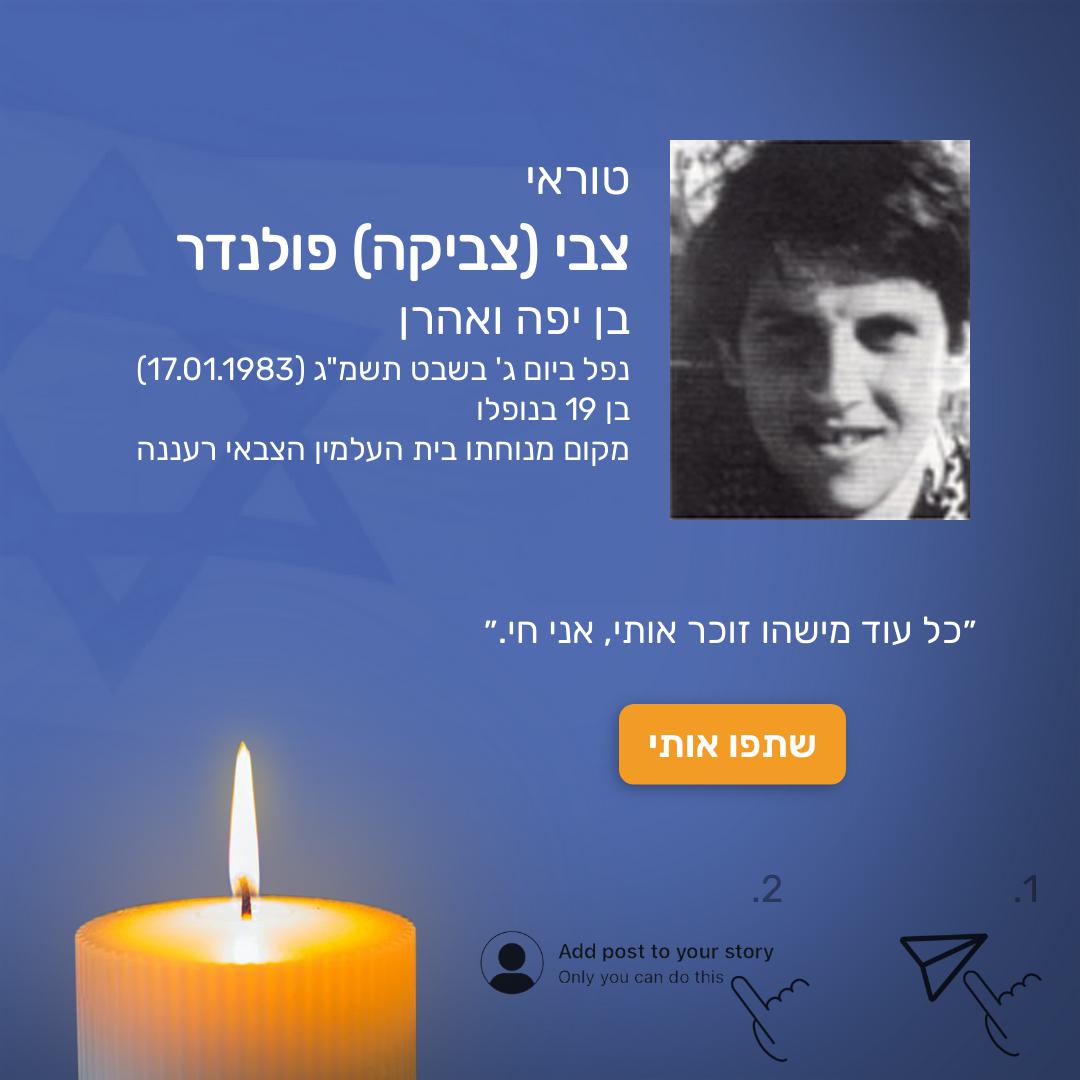 טוראי
צבי (צביקה) פולנדר
בן יפה ואהרן
נפל ביום ג' בשבט תשמ"ג (17.01.1983)
בן 19 בנופלו
מקום מנוחתו בית העלמין הצבאי רעננה
״כל עוד מישהו זוכר אותי, אני חי.״
שתפו אותי
1.
2.
Add post to your story
Only you can do this